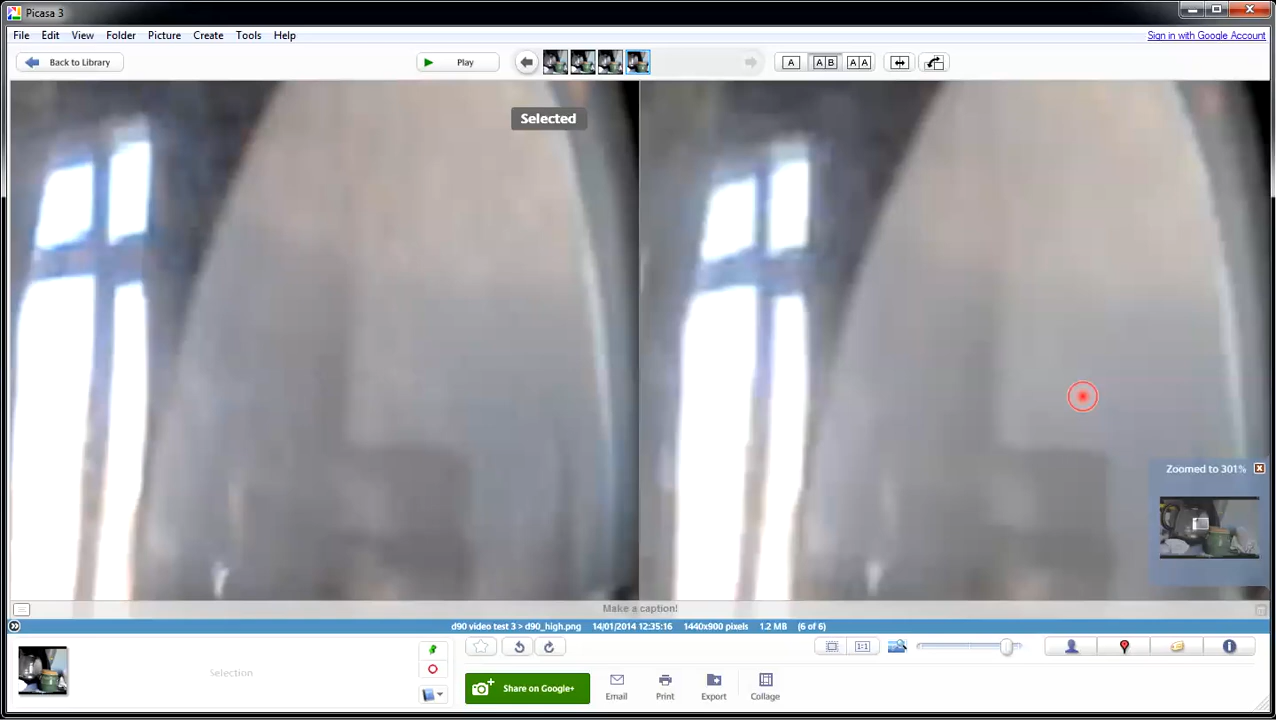 Picasa 3
File Edit View Folder Picture Create Tools Help
Sign in with Google Account
Back to Library
Play
A
A B
A A
Selected
Zoomed to 301%
Make a caption!
d90 video test 3 > d90_high.png 14/01/2014 12:35:16 1440x900 pixels 1.2 MB (6 of 6)
1:1
Selection
Share on Google+
Email
Print
Export
Collage